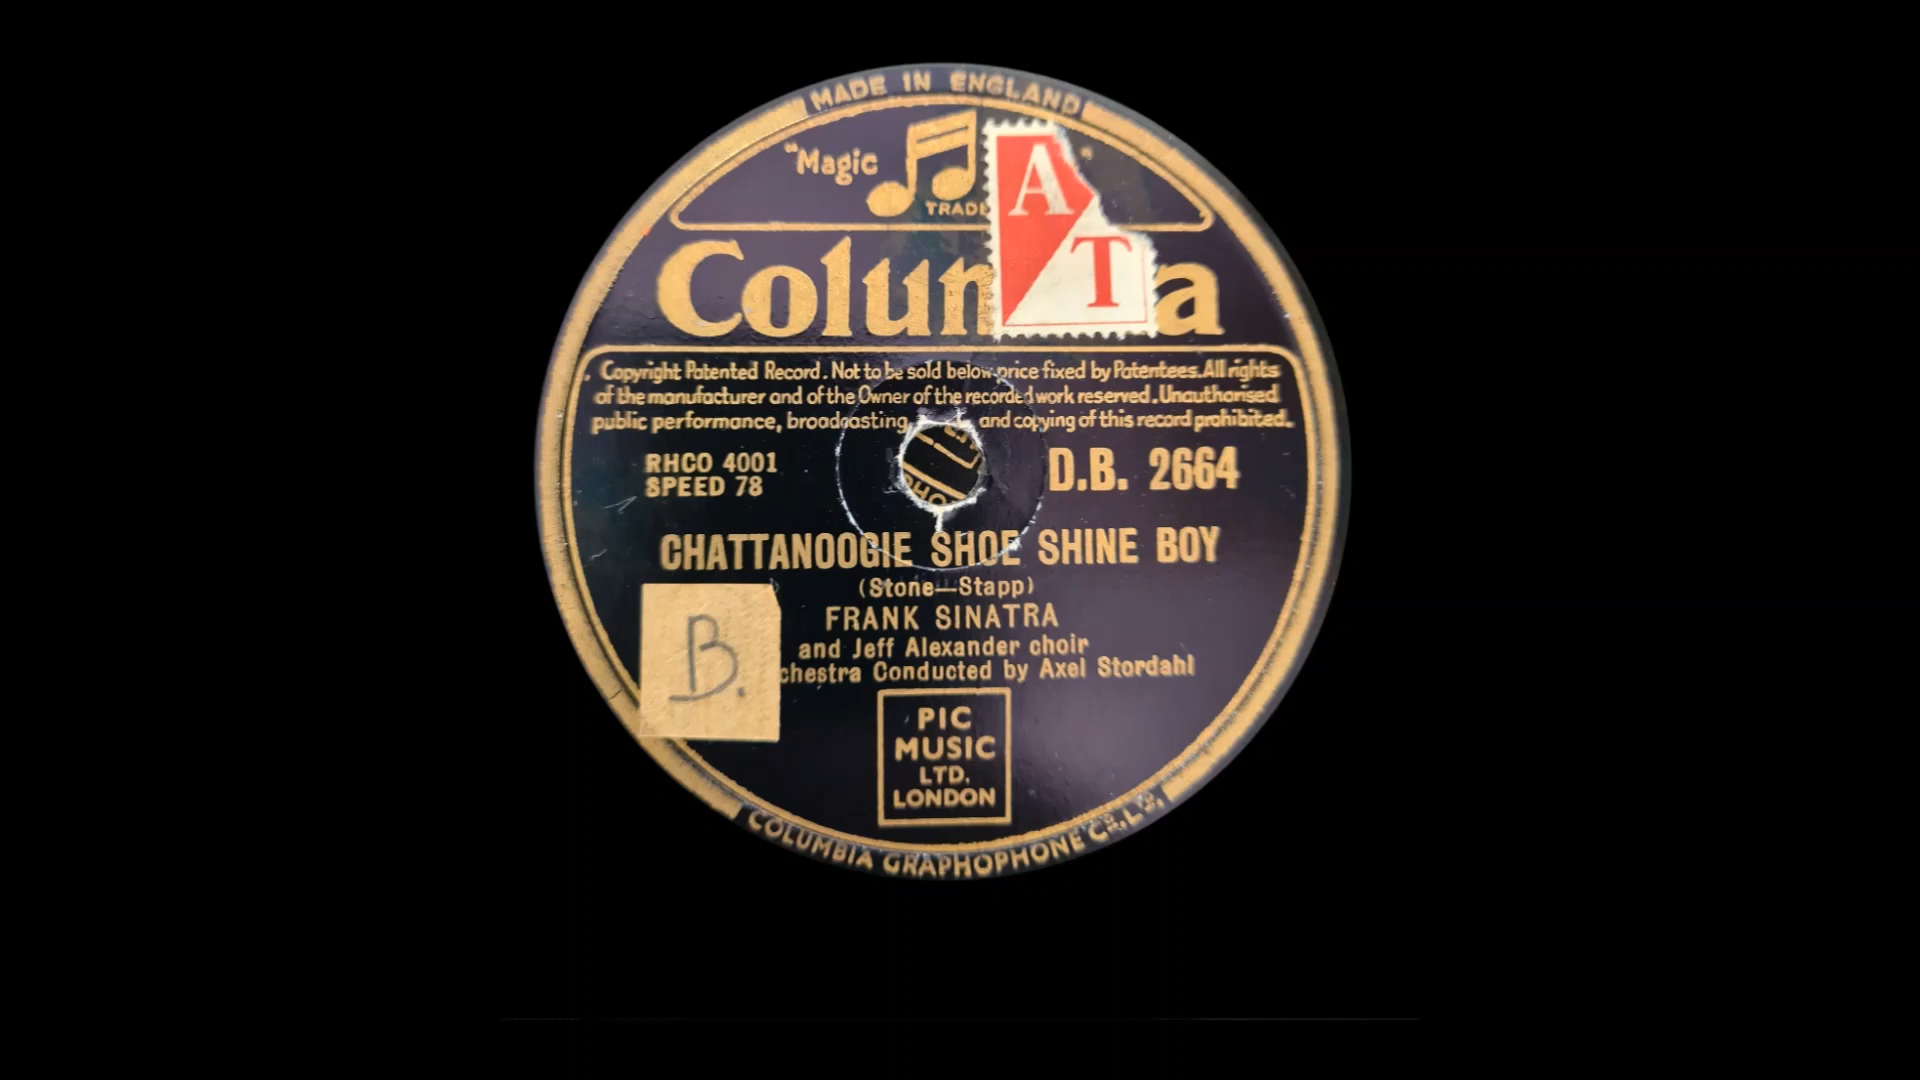 MADE IN ENGLAND
"Magic "
TRADE
A
T
Colum a
Copyright Patented Record. Not to be sold below price fixed by Patentees. All rights
of the manufacturer and of the Owner of the recorded work reserved. Unauthorised
public performance, broadcasting and copying of this record prohibited.
RHCO 4001
SPEED 78
D.B. 2664
CHATTANOOGIE SHOE SHINE BOY
(Stone—Stapp)
FRANK SINATRA
and Jeff Alexander choir
chestra Conducted by Axel Stordahl
B.
PIC
MUSIC
LTD.
LONDON
COLUMBIA GRAPHOPHONE Co. LTD.